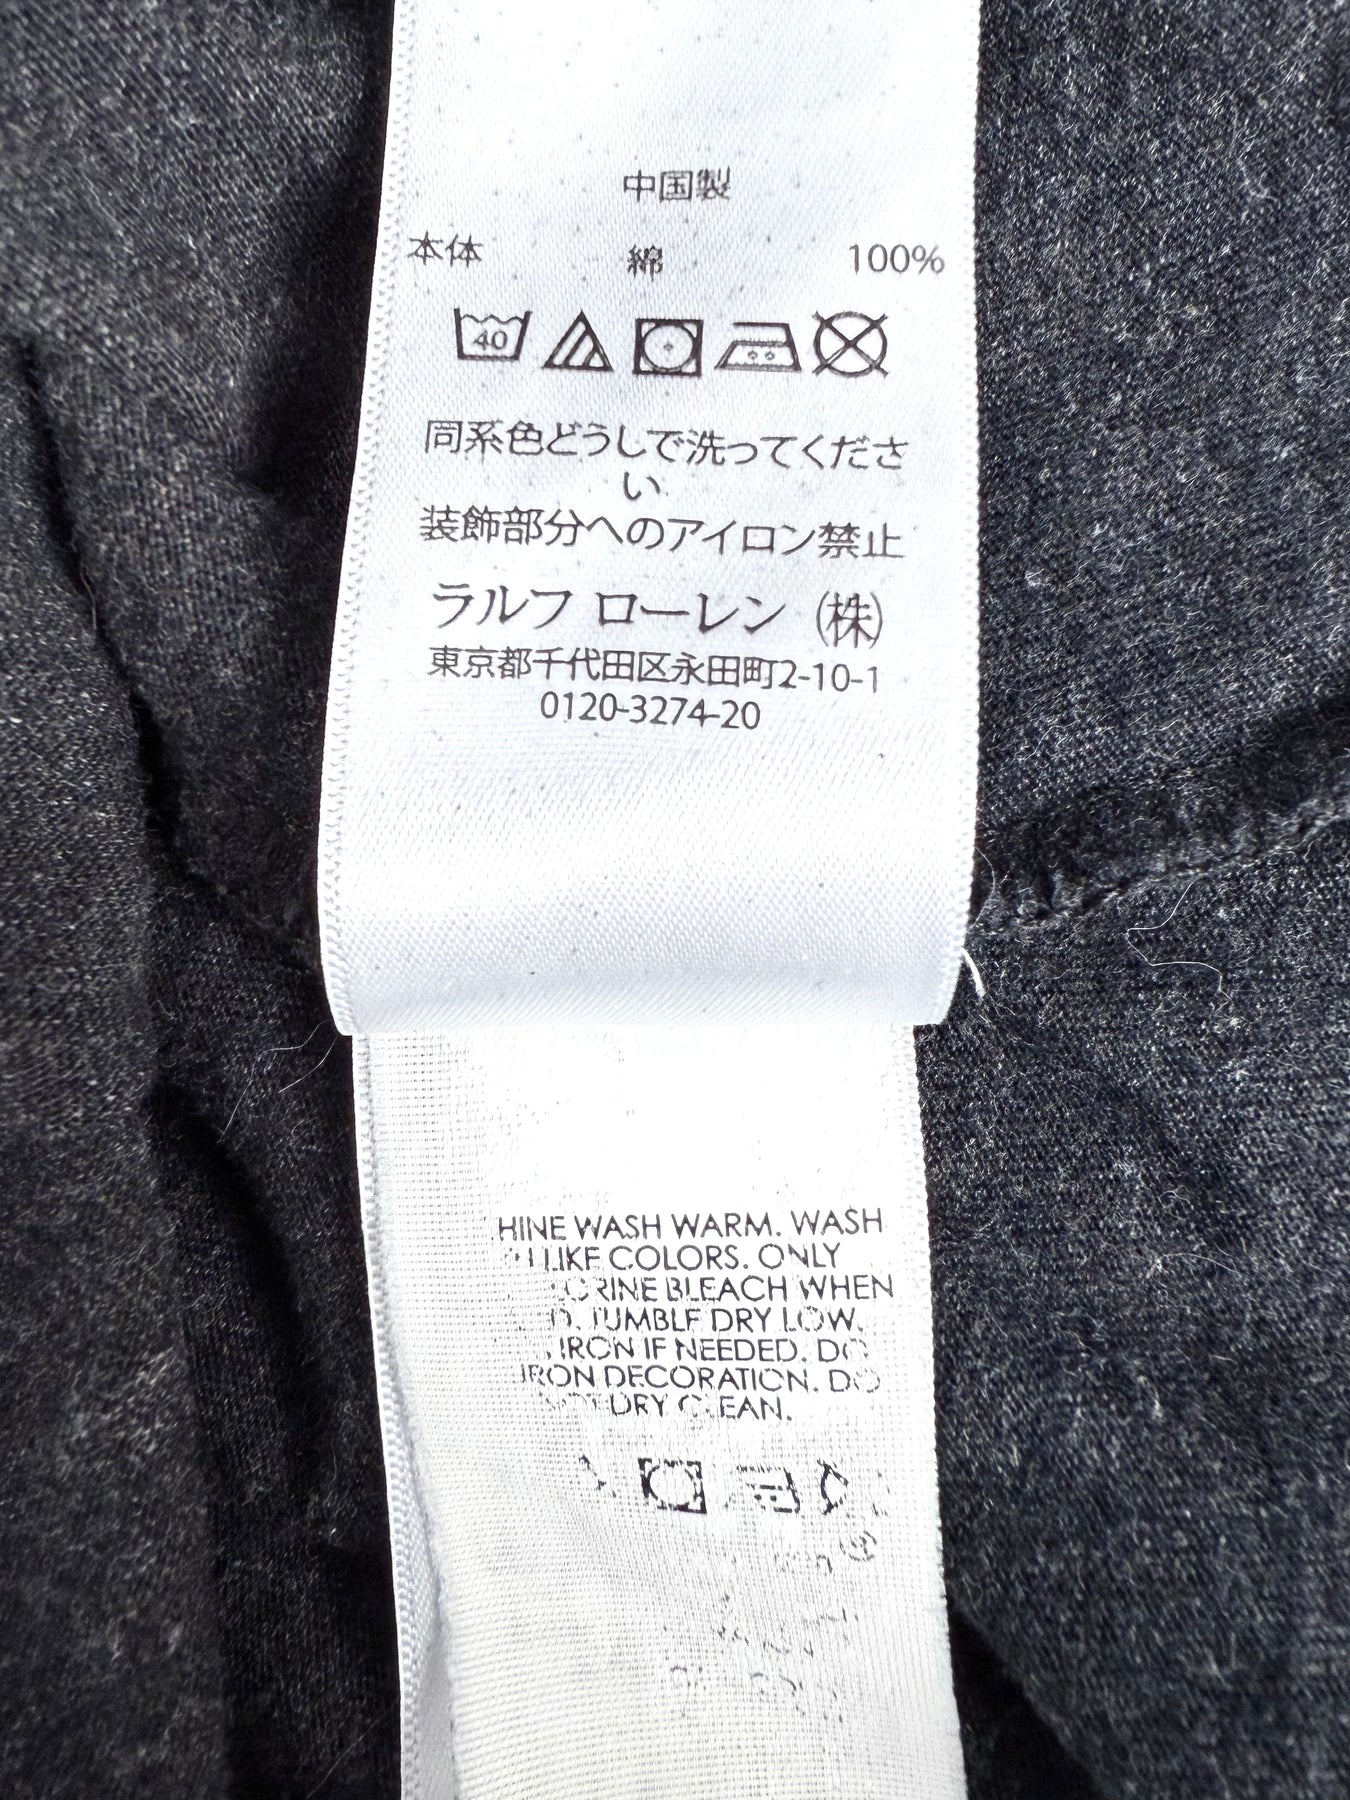 中国製
本体 綿 100%
40
同系色どうしで洗ってくださ
い
装飾部分へのアイロン禁止
ラルフ ローレン (株)
東京都千代田区永田町2-10-1
0120-3274-20
HINE WASH WARM. WASH
LIKE COLORS. ONLY
ORINE BLEACH WHEN
D. TUMBLE DRY LOW.
IRON IF NEEDED. DO
IRON DECORATION. DO
NOT DRY CLEAN.